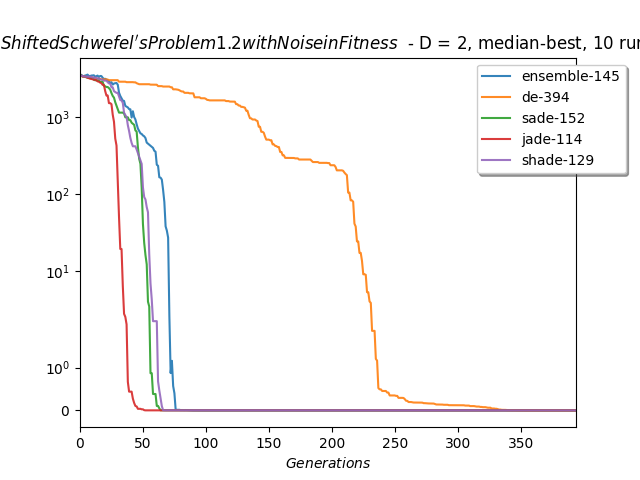 ShiftedSchwefel'sProblem1.2withNoiseinFitness - D = 2, median-best, 10 run
ensemble-145
de-394
sade-152
jade-114
shade-129
10³
10²
10¹
10⁰
0
0 50 100 150 200 250 300 350
Generations